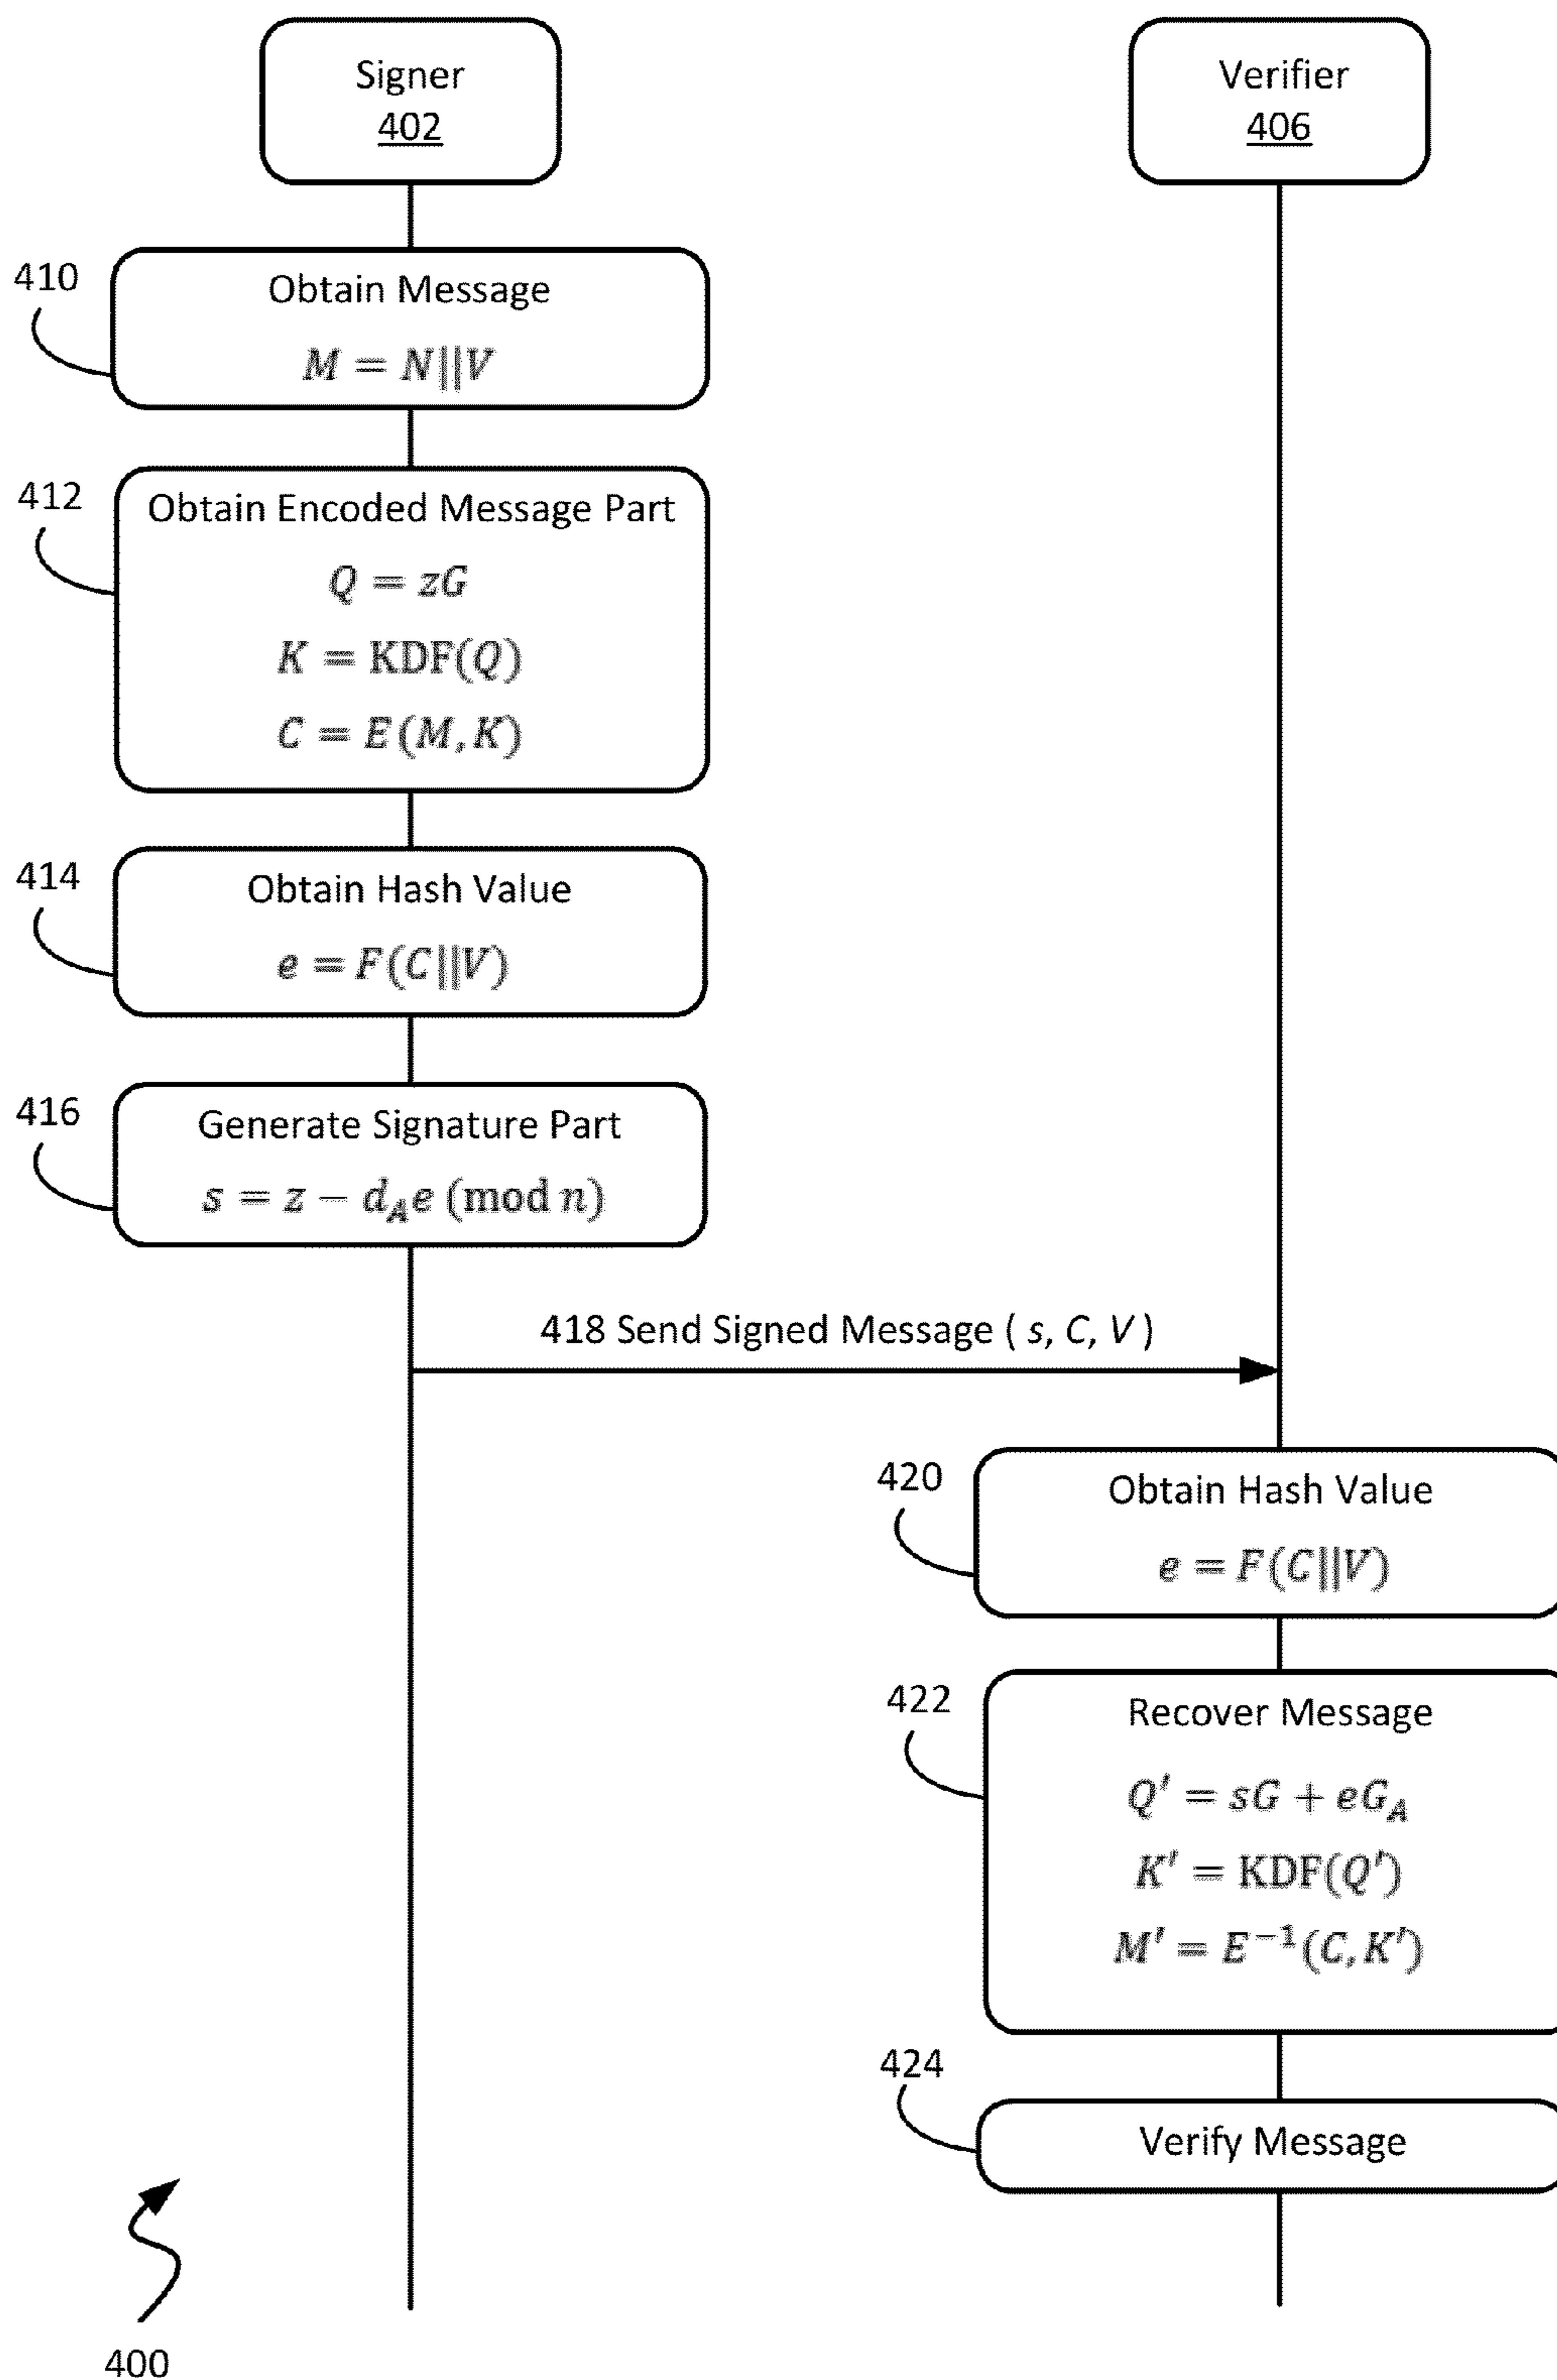 Signer
402
Verifier
406
410
Obtain Message
M = N||V
412
Obtain Encoded Message Part
Q = zG
K = KDF(Q)
C = E(M, K)
414
Obtain Hash Value
e = F(C||V)
416
Generate Signature Part
s = z − d_A e (mod n)
418 Send Signed Message ( s, C, V )
420
Obtain Hash Value
e = F(C||V)
422
Recover Message
Q′ = sG + eG_A
K′ = KDF(Q′)
M′ = E⁻¹(C, K′)
424
Verify Message
400